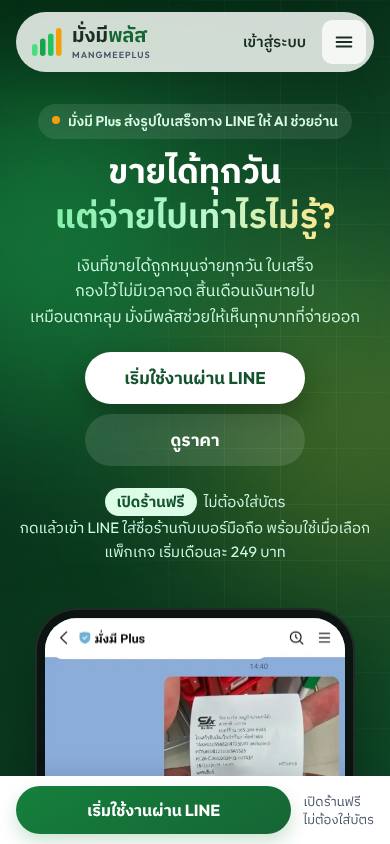 มั่งมีพลัส
MANGMEEPLUS
เข้าสู่ระบบ
มั่งมี Plus ส่งรูปใบเสร็จทาง LINE ให้ AI ช่วยอ่าน
ขายได้ทุกวัน
แต่จ่ายไปเท่าไรไม่รู้?
เงินที่ขายได้ถูกหมุนจ่ายทุกวัน ใบเสร็จ
กองไว้ไม่มีเวลาจด สิ้นเดือนเงินหายไป
เหมือนตกหลุม มั่งมีพลัสช่วยให้เห็นทุกบาทที่จ่ายออก
เริ่มใช้งานผ่าน LINE
ดูราคา
เปิดร้านฟรี ไม่ต้องใส่บัตร
กดแล้วเข้า LINE ใส่ชื่อร้านกับเบอร์มือถือ พร้อมใช้เมื่อเลือก
แพ็กเกจ เริ่มเดือนละ 249 บาท
มั่งมี Plus
14:40
เริ่มใช้งานผ่าน LINE
เปิดร้านฟรี
ไม่ต้องใส่บัตร